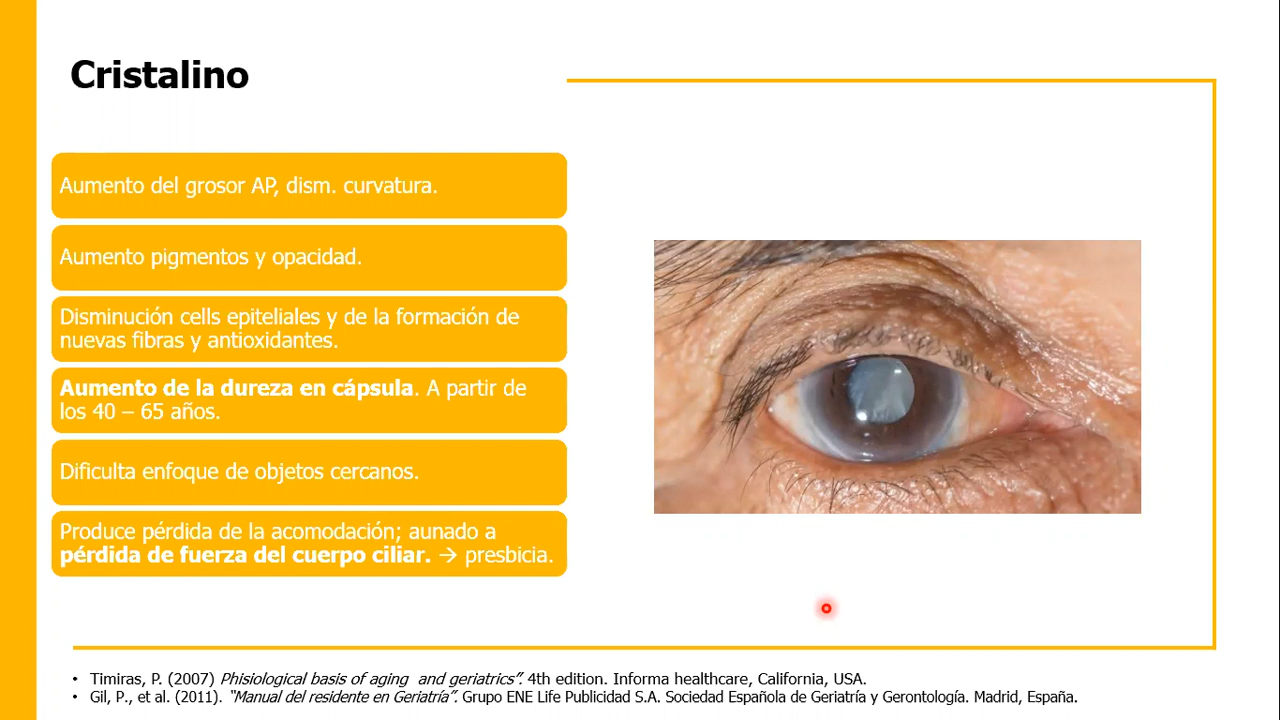 Cristalino
Aumento del grosor AP, dism. curvatura.
Aumento pigmentos y opacidad.
Disminución cells epiteliales y de la formación de
nuevas fibras y antioxidantes.
Aumento de la dureza en cápsula. A partir de
los 40 – 65 años.
Dificulta enfoque de objetos cercanos.
Produce pérdida de la acomodación; aunado a
pérdida de fuerza del cuerpo ciliar. → presbicia.
• Timiras, P. (2007) Phisiological basis of aging and geriatrics”. 4th edition. Informa healthcare, California, USA.
• Gil, P., et al. (2011). “Manual del residente en Geriatría”. Grupo ENE Life Publicidad S.A. Sociedad Española de Geriatría y Gerontología. Madrid, España.